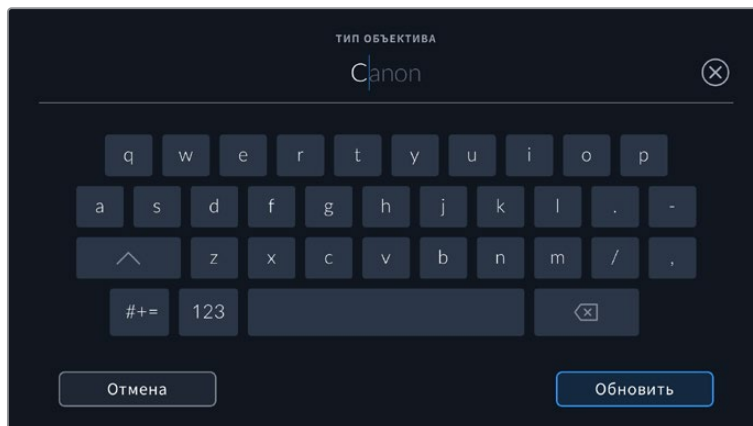 ТИП ОБЪЕКТИВА
Canon
q w e r t y u i o p
a s d f g h j k l . -
z x c v b n m / ,
#+= 123
Отмена Обновить